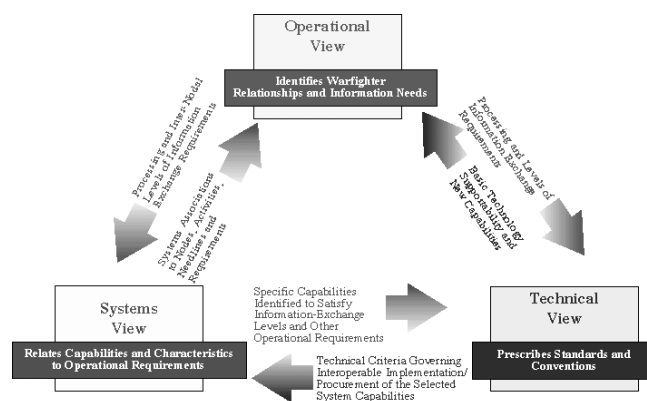 Operational
View
Identifies Warfighter
Relationships and Information Needs
Processing and Inter-Nodal
Levels of Information
Exchange Requirements
Systems Associations
to Nodes, Activities,
Needlines and
Requirements
Processing and Levels of
Information Exchange
Requirements
Basic Technology
Supportability and
New Capabilities
Systems
View
Relates Capabilities and Characteristics
to Operational Requirements
Specific Capabilities
Identified to Satisfy
Information-Exchange
Levels and Other
Operational Requirements
Technical Criteria Governing
Interoperable Implementation/
Procurement of the Selected
System Capabilities
Technical
View
Prescribes Standards and
Conventions